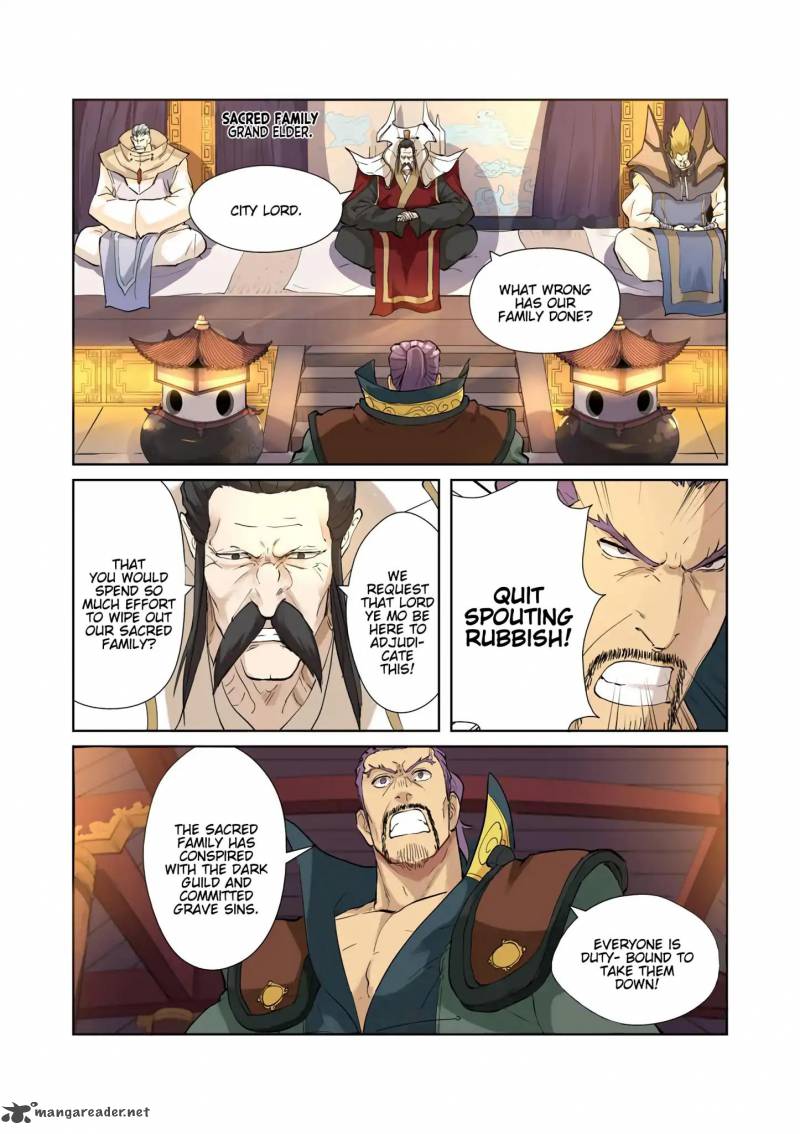 SACRED FAMILY
GRAND ELDER.
CITY LORD.
WHAT WRONG
HAS OUR
FAMILY DONE?
THAT
YOU WOULD
SPEND SO
MUCH EFFORT
TO WIPE OUT
OUR SACRED
FAMILY?
WE
REQUEST
THAT LORD
YE MO BE
HERE TO
ADJUDI-
CATE
THIS!
QUIT
SPOUTING
RUBBISH!
THE SACRED
FAMILY HAS
CONSPIRED
WITH THE DARK
GUILD AND
COMMITTED
GRAVE SINS.
EVERYONE IS
DUTY- BOUND TO
TAKE THEM
DOWN!
mangareader.net